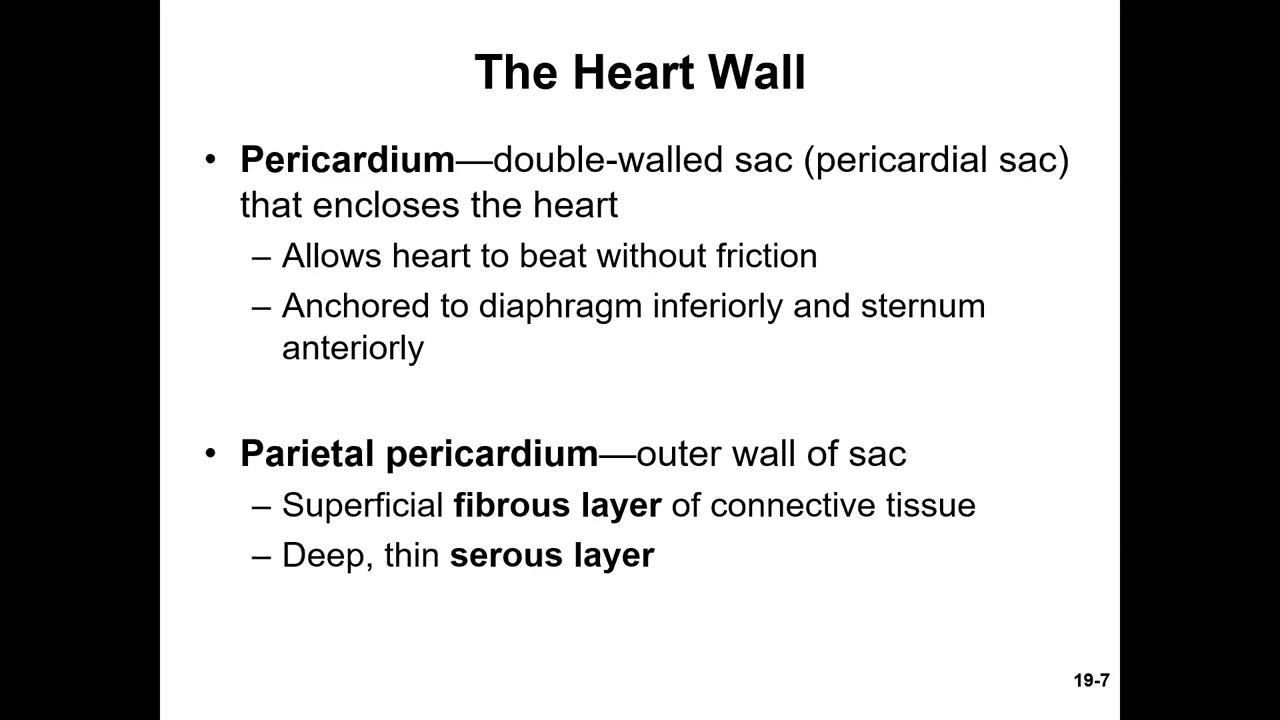 The Heart Wall
• Pericardium—double-walled sac (pericardial sac)
that encloses the heart
– Allows heart to beat without friction
– Anchored to diaphragm inferiorly and sternum
anteriorly
• Parietal pericardium—outer wall of sac
– Superficial fibrous layer of connective tissue
– Deep, thin serous layer
19-7